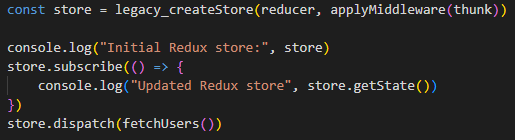 const store = legacy_createStore(reducer, applyMiddleware(thunk))
console.log("Initial Redux store:", store)
store.subscribe(() => {
    console.log("Updated Redux store", store.getState())
})
store.dispatch(fetchUsers())